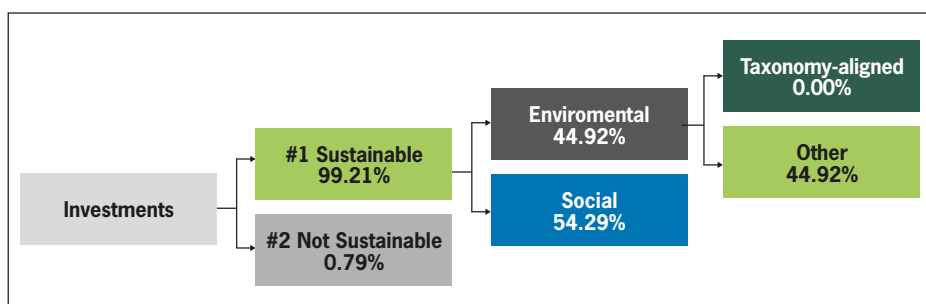 Investments
#1 Sustainable
99.21%
#2 Not Sustainable
0.79%
Enviromental
44.92%
Social
54.29%
Taxonomy-aligned
0.00%
Other
44.92%